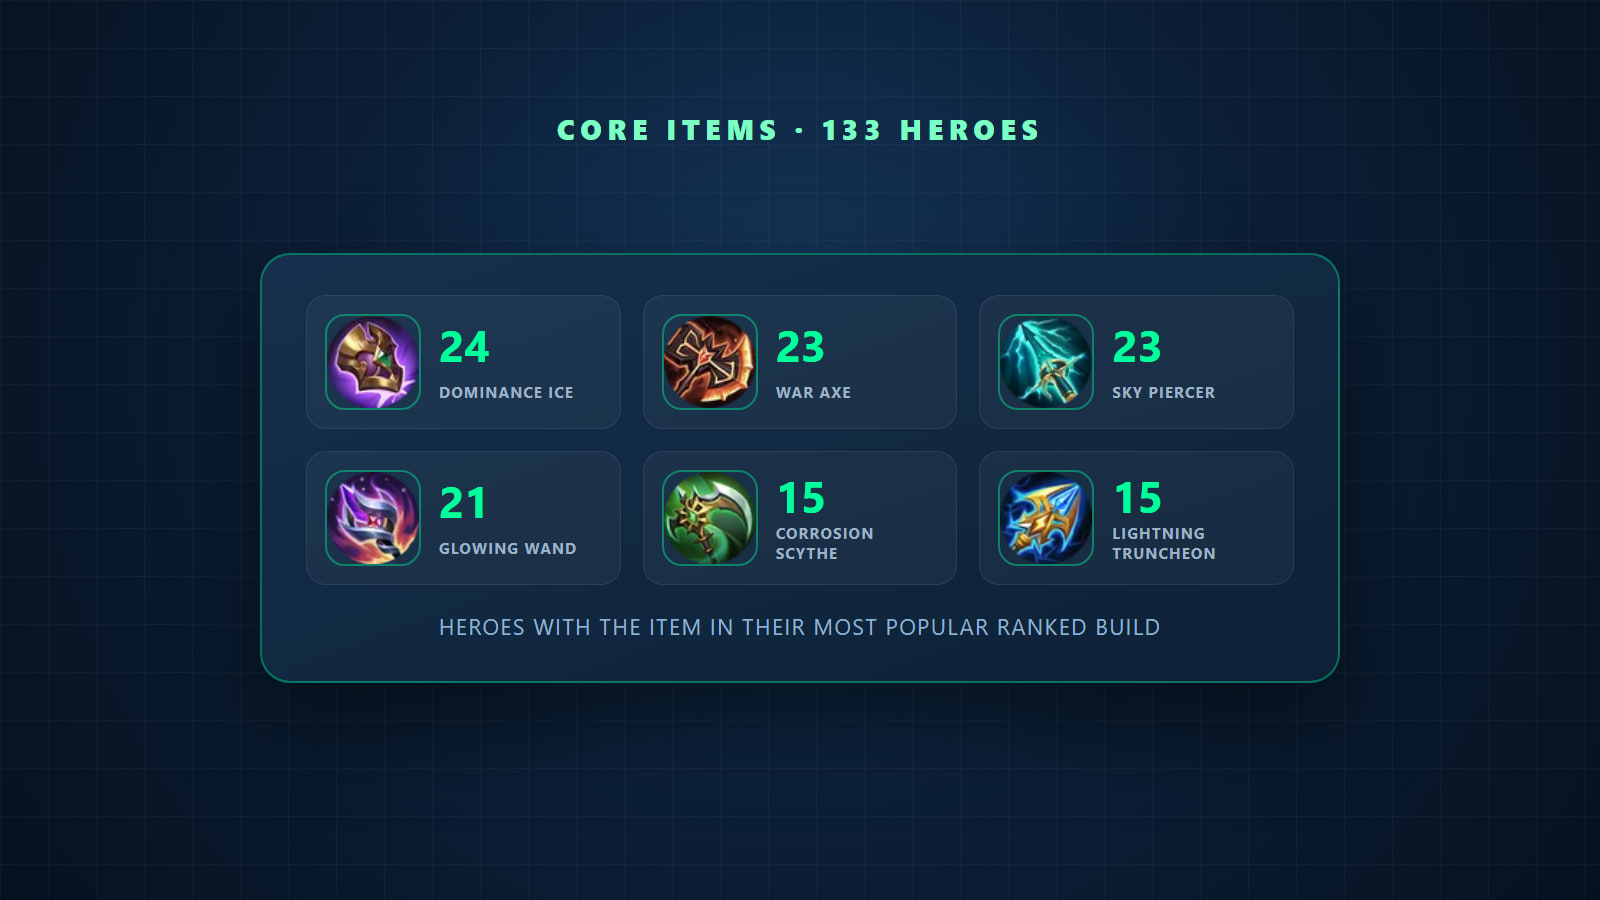 CORE ITEMS · 133 HEROES
24
DOMINANCE ICE
23
WAR AXE
23
SKY PIERCER
21
GLOWING WAND
15
CORROSION
SCYTHE
15
LIGHTNING
TRUNCHEON
HEROES WITH THE ITEM IN THEIR MOST POPULAR RANKED BUILD